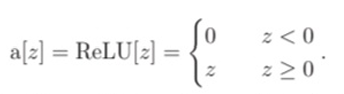 a[z] = ReLU[z] = { 0 z < 0
z z ≥ 0 .